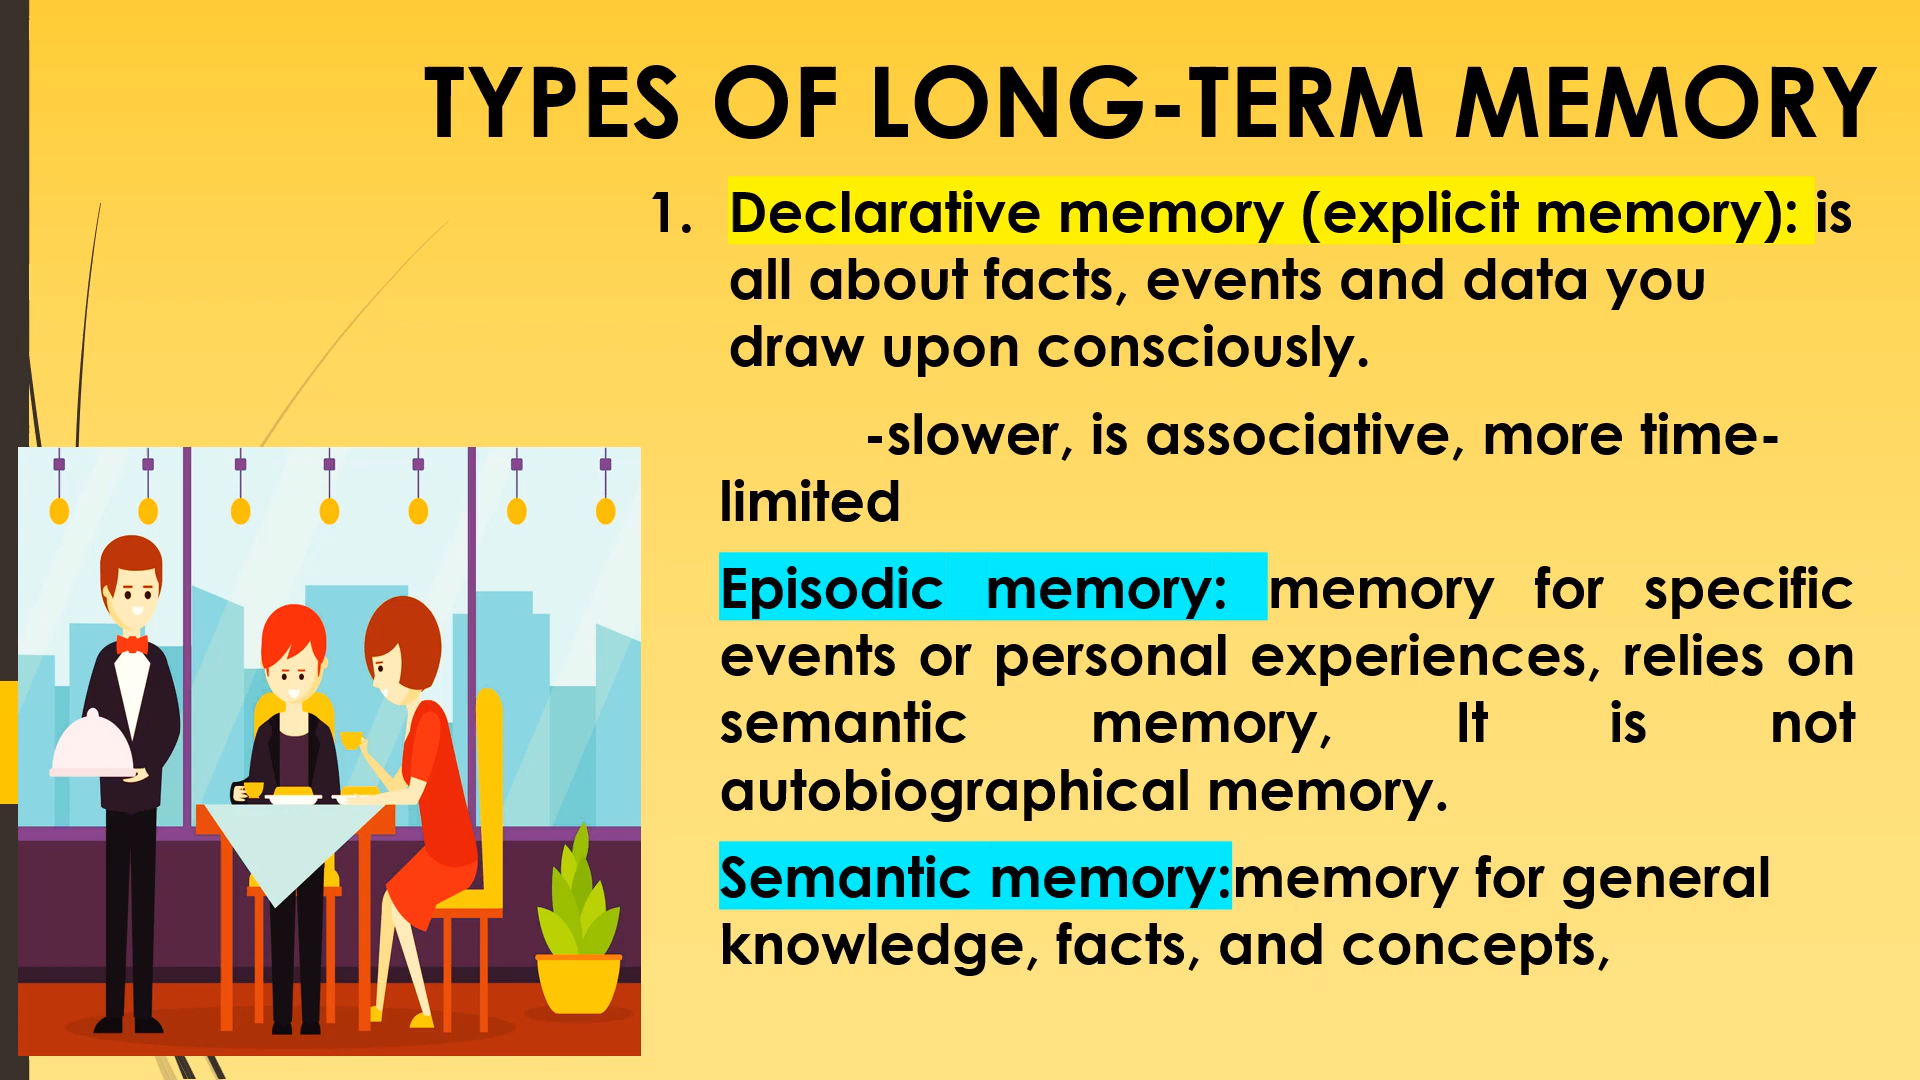 TYPES OF LONG-TERM MEMORY
1. Declarative memory (explicit memory): is
all about facts, events and data you
draw upon consciously.
-slower, is associative, more time-
limited
Episodic memory: memory for specific
events or personal experiences, relies on
semantic memory, It is not
autobiographical memory.
Semantic memory:memory for general
knowledge, facts, and concepts,